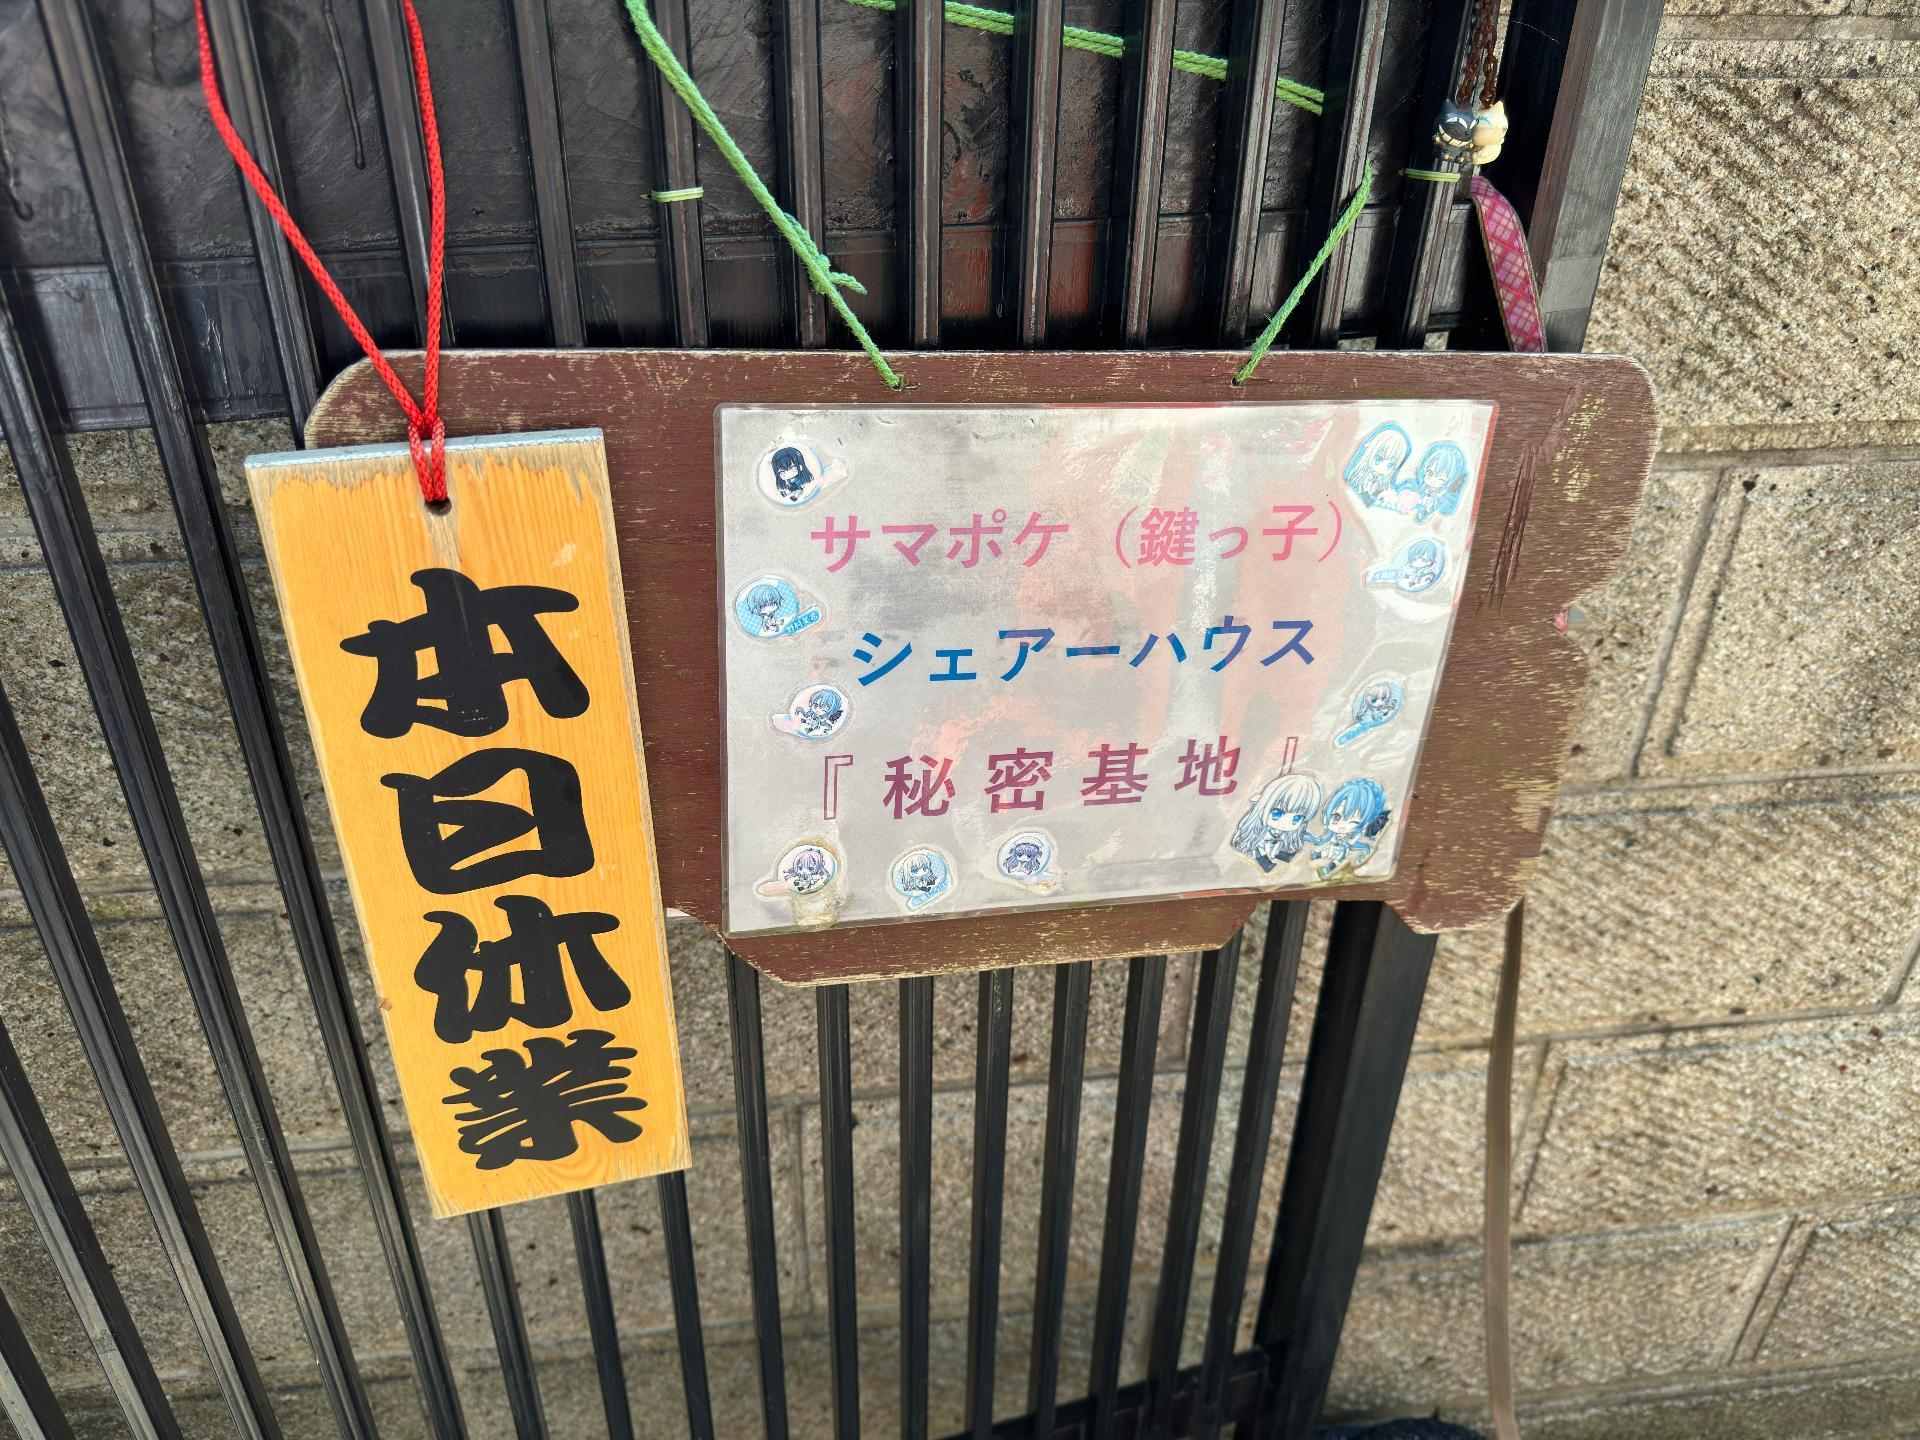 本日休業
サマポケ（鍵っ子）
シェアーハウス
『秘密基地』